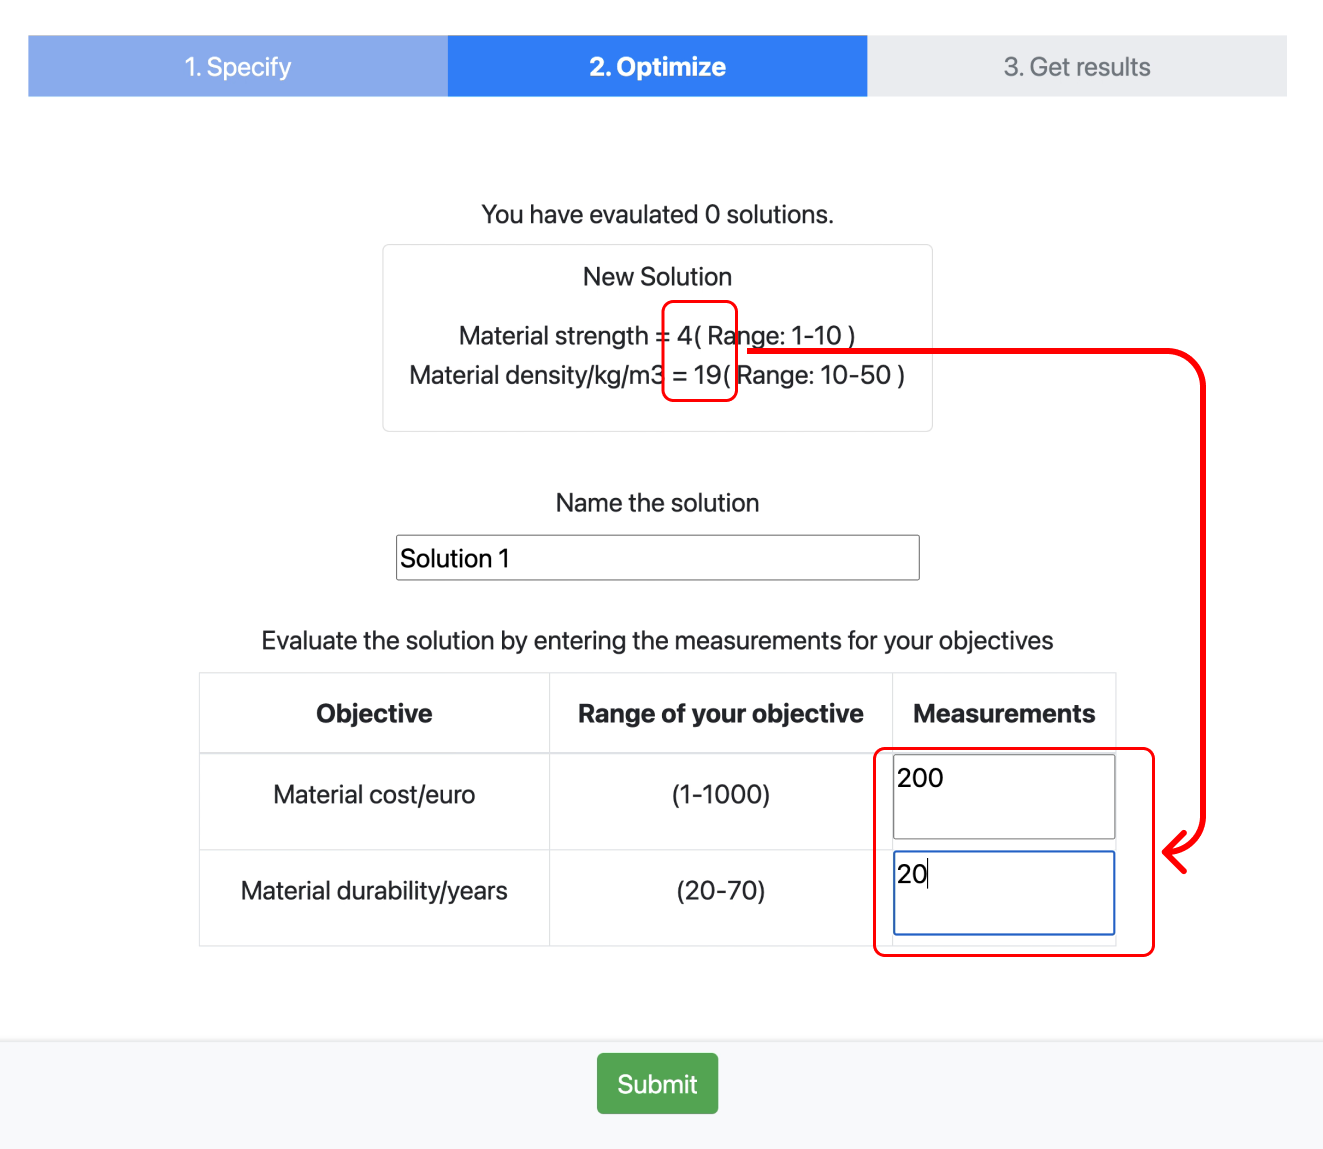 1. Specify
2. Optimize
3. Get results
You have evaulated 0 solutions.
New Solution
Material strength = 4( Range: 1-10 )
Material density/kg/m3 = 19( Range: 10-50 )
Name the solution
Solution 1
Evaluate the solution by entering the measurements for your objectives
Objective Range of your objective Measurements
Material cost/euro (1-1000) 200
Material durability/years (20-70) 20
Submit